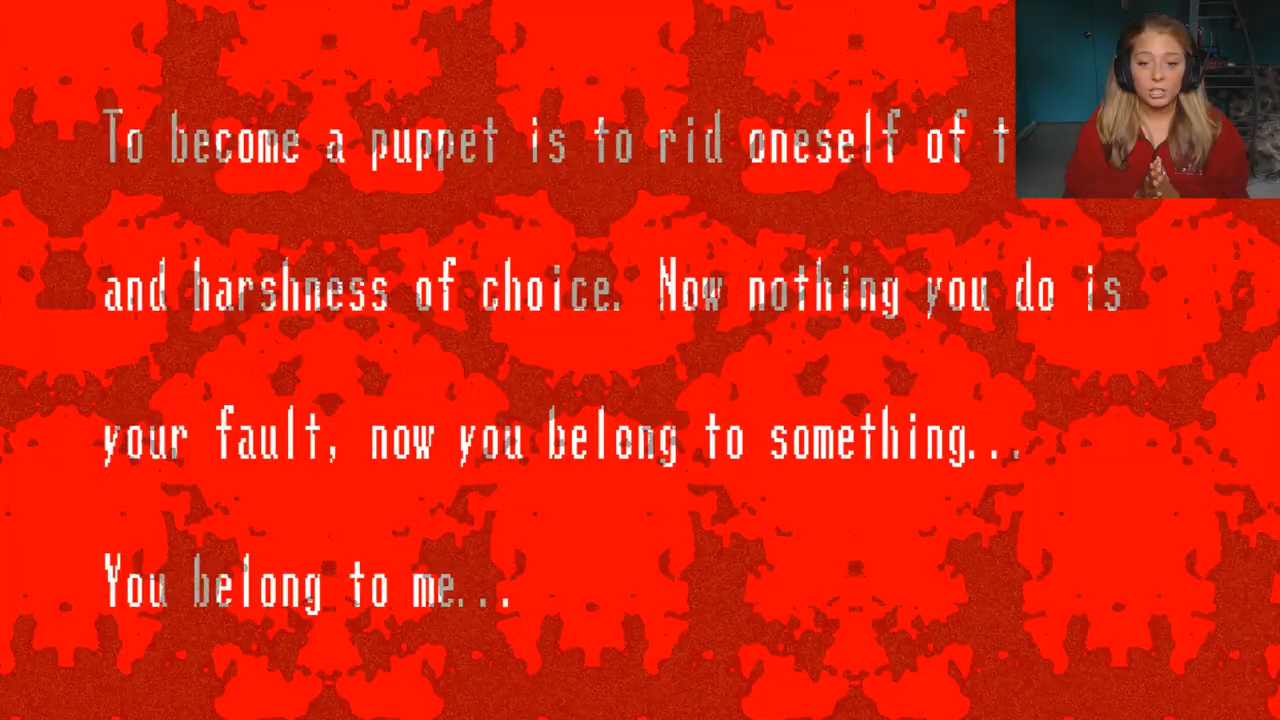 To become a puppet is to rid oneself of t
and harshness of choice. Now nothing you do is
your fault, now you belong to something...
You belong to me...